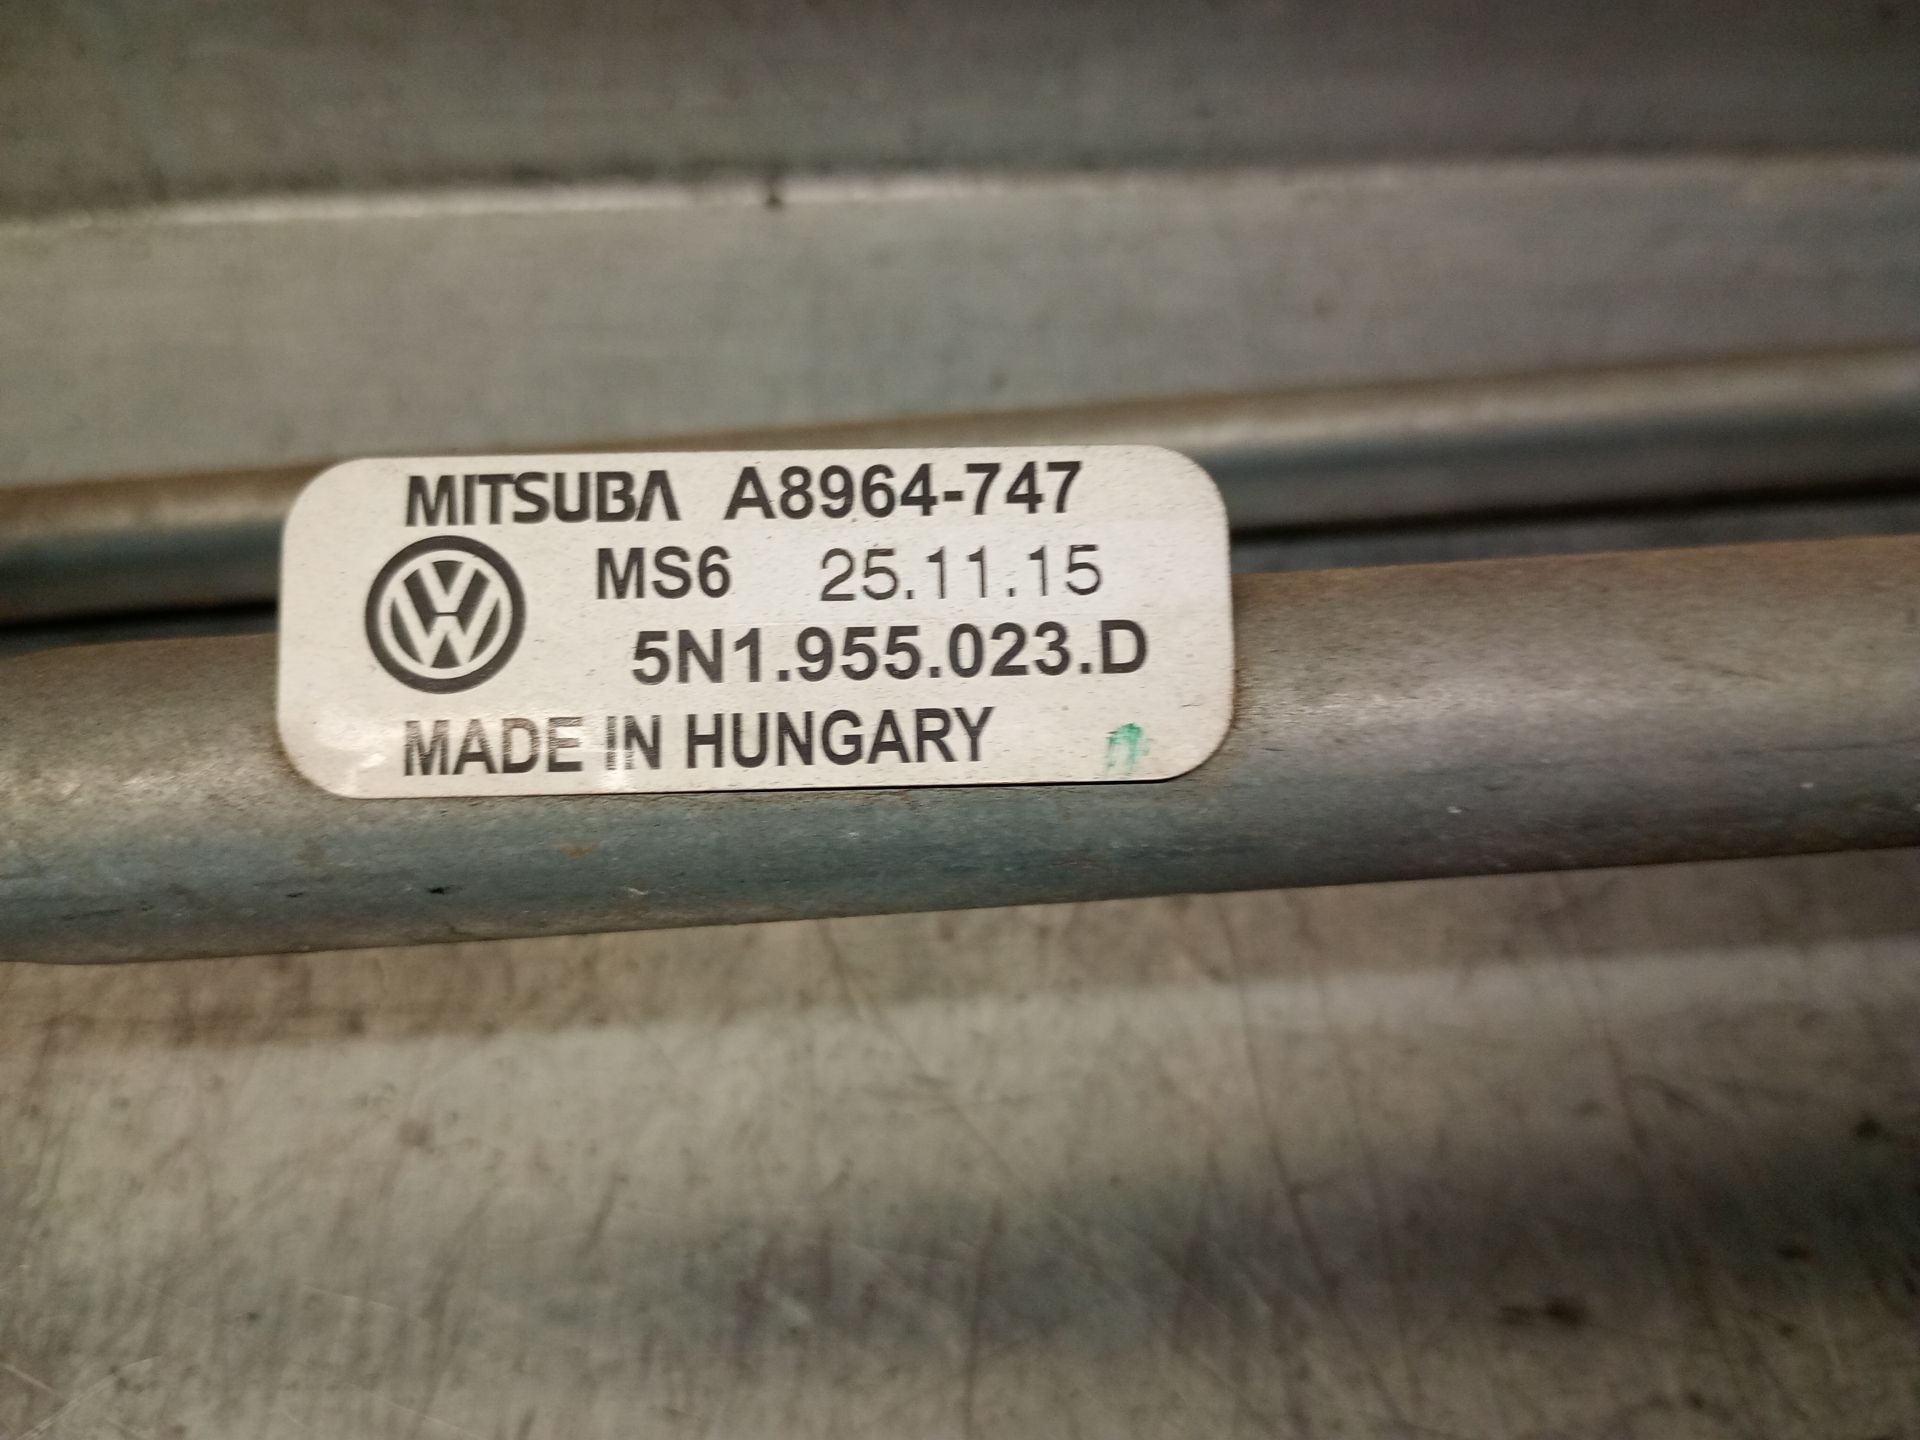 MITSUBA A8964-747
MS6 25.11.15
5N1.955.023.D
MADE IN HUNGARY